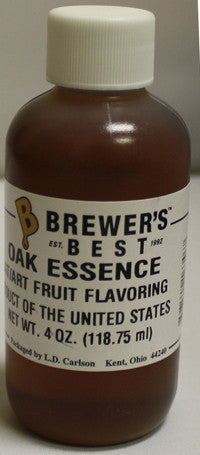 B
BREWER'S™
EST. BEST 1992
OAK ESSENCE
FRUIT FLAVORING
OF THE UNITED STATES
NET WT. 4 OZ. (118.75 ml)
Packaged by L.D. Carlson Kent, Ohio 44240